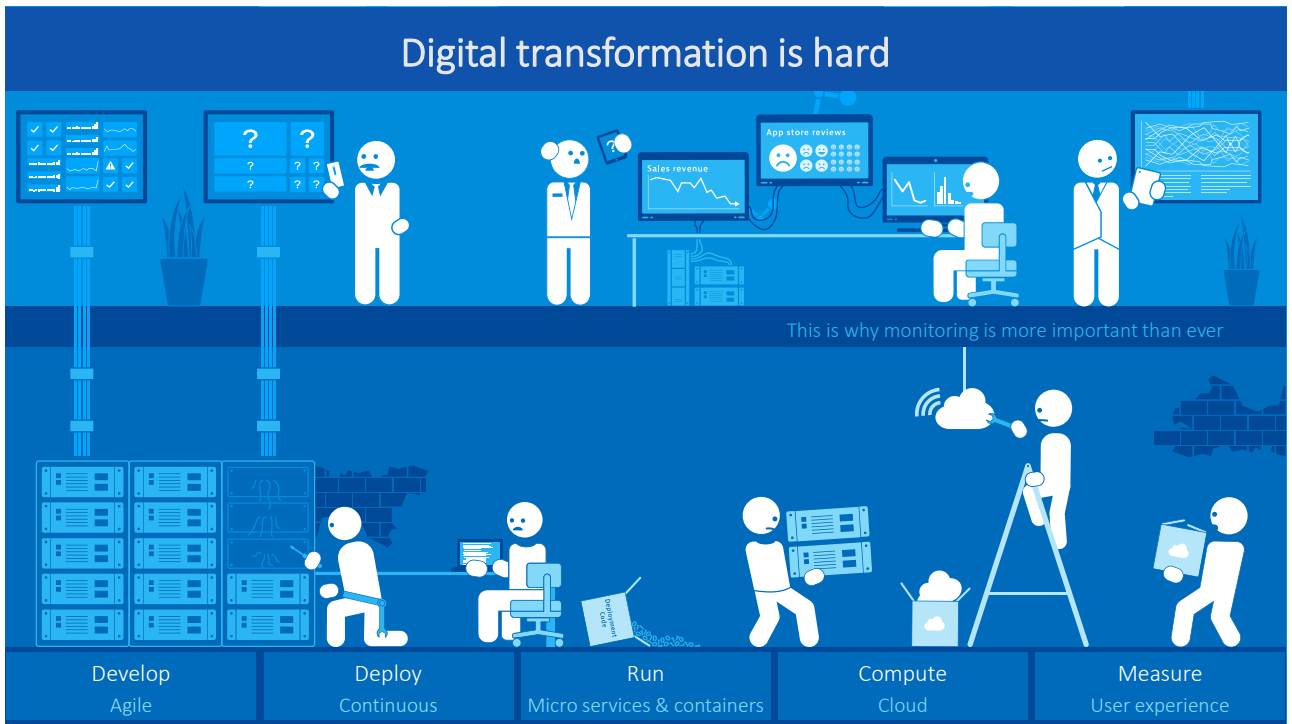 Digital transformation is hard
?
?
?
?
?
?
?
?
?
?
Sales revenue
App store reviews
This is why monitoring is more important than ever
Deployment
Code
Develop
Agile
Deploy
Continuous
Run
Micro services & containers
Compute
Cloud
Measure
User experience